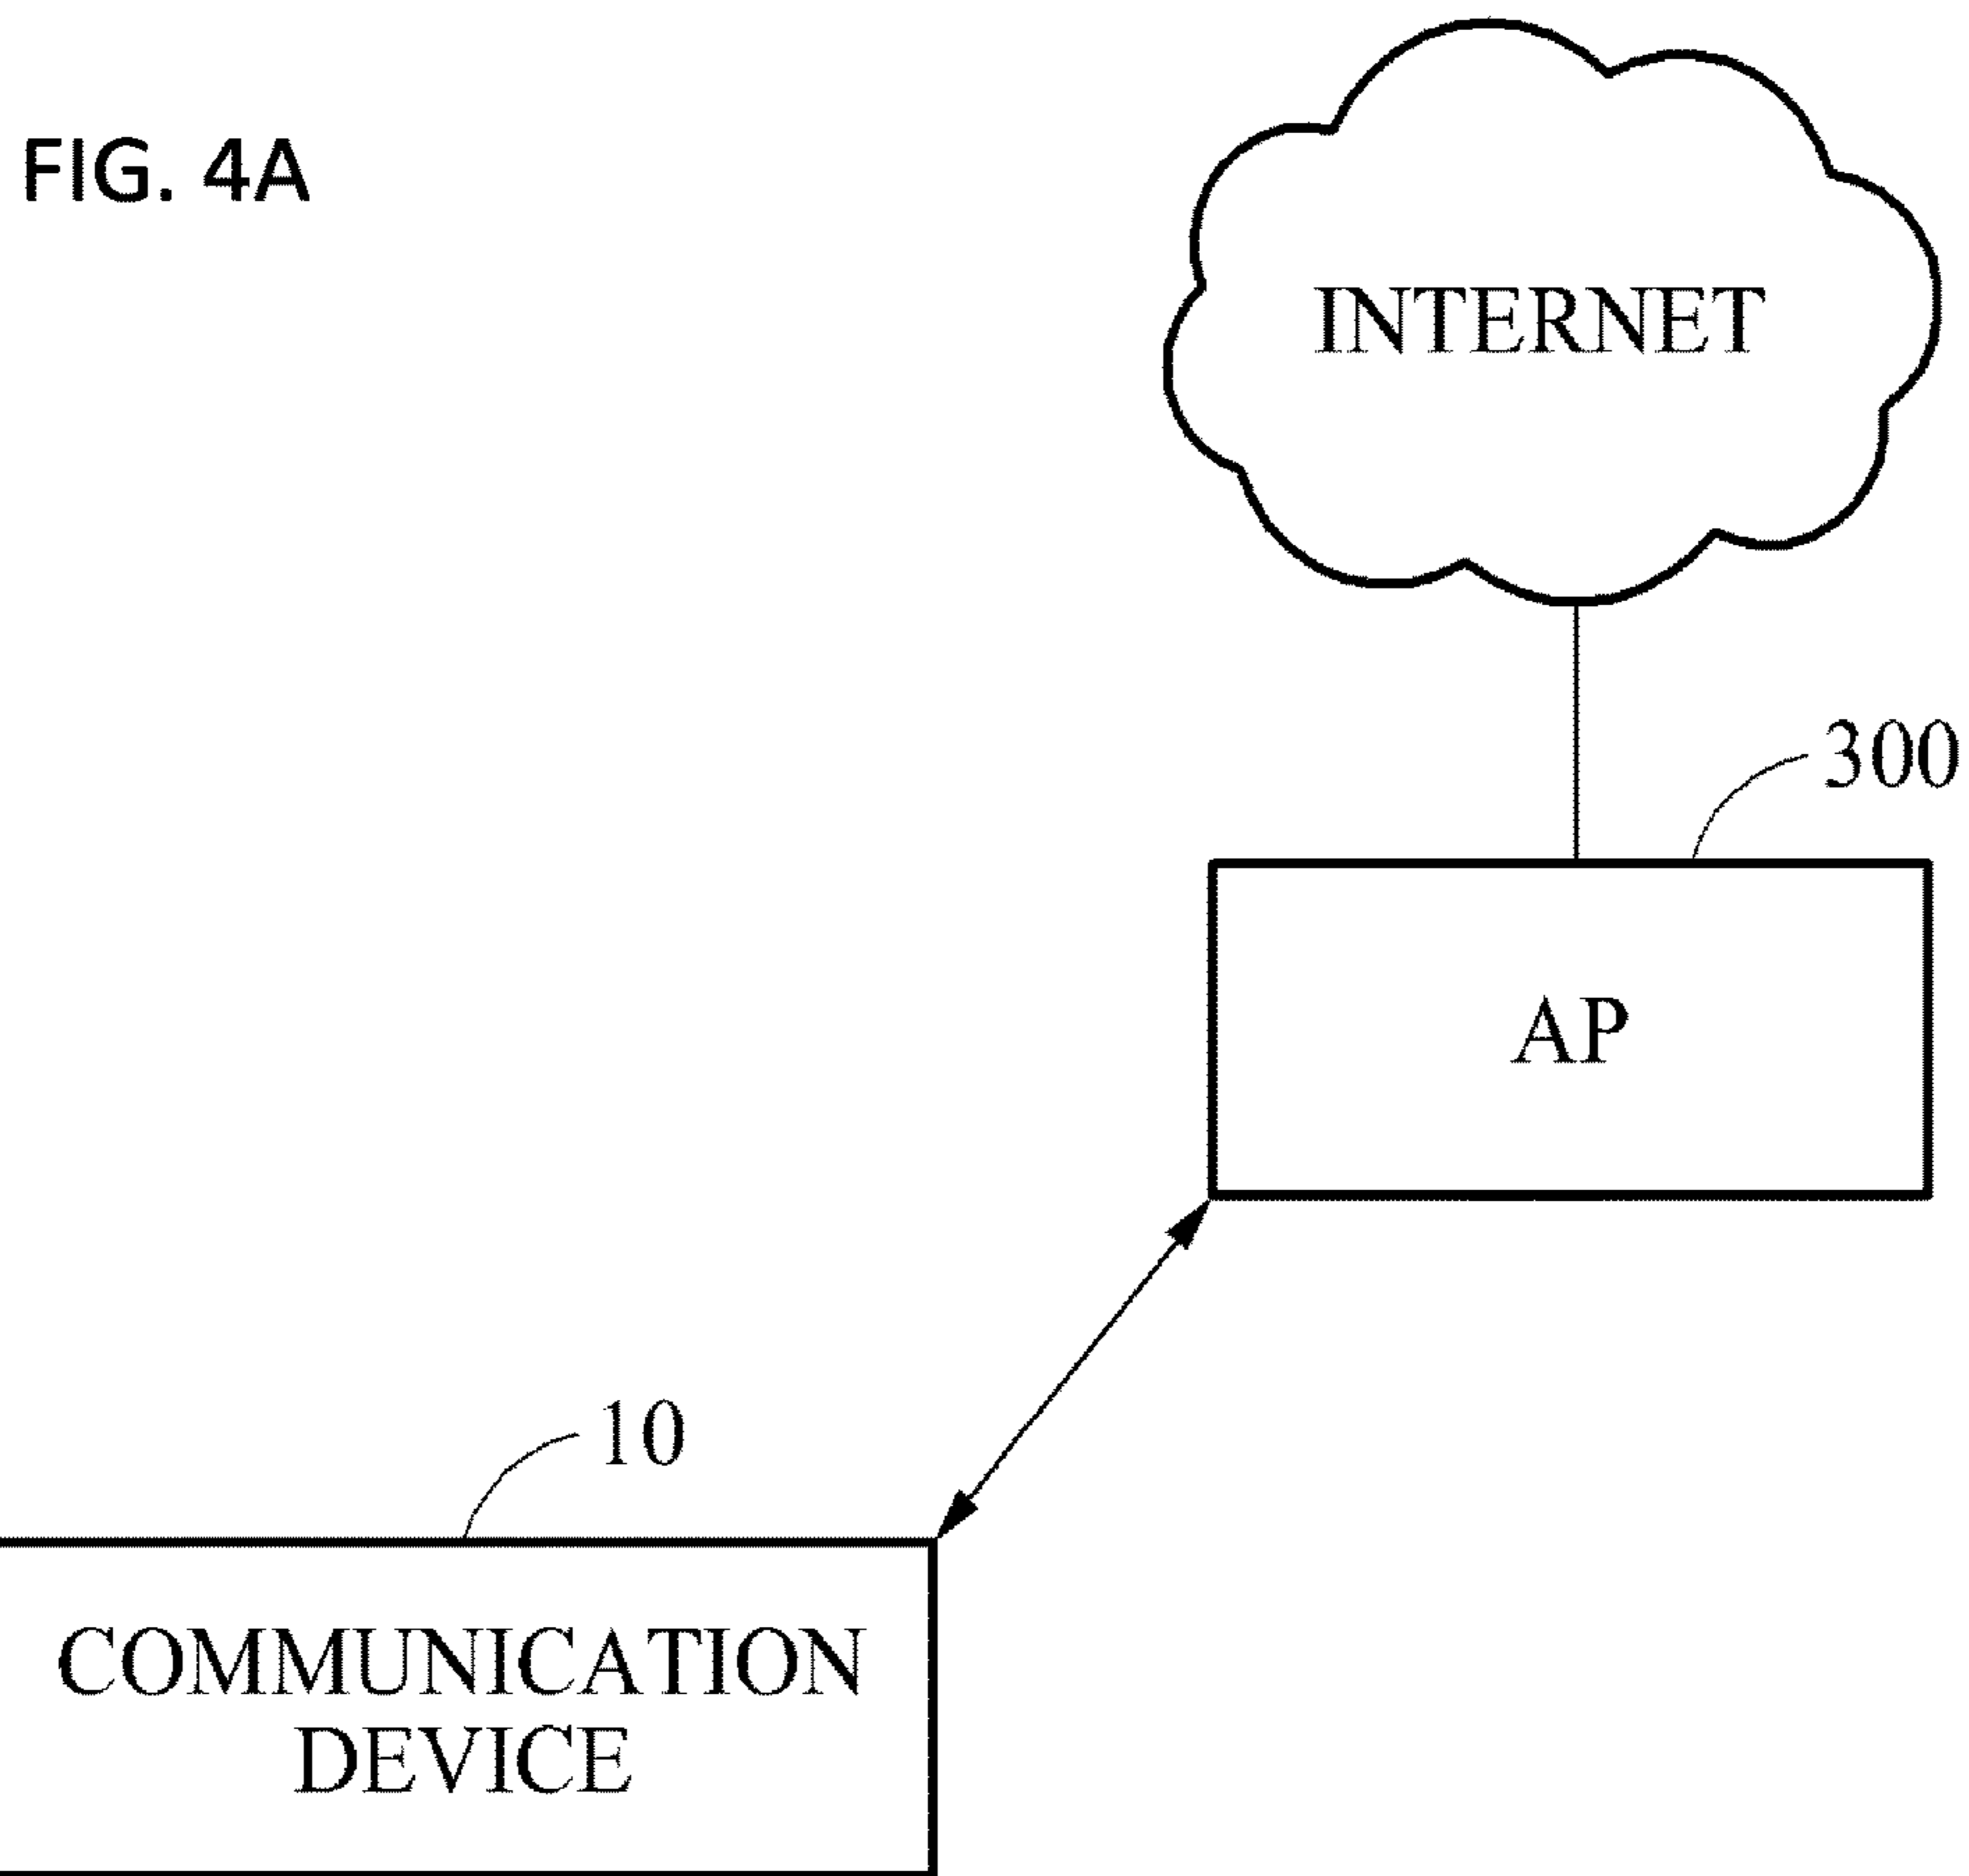 FIG. 4A
INTERNET
300
AP
10
COMMUNICATION
DEVICE